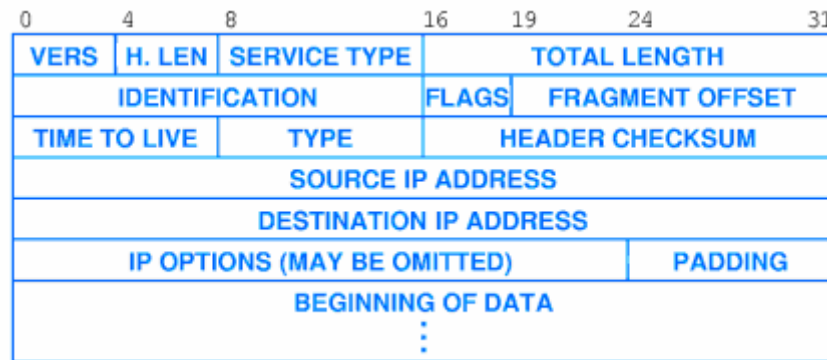 0 4 8 16 19 24 31
VERS H. LEN SERVICE TYPE TOTAL LENGTH
IDENTIFICATION FLAGS FRAGMENT OFFSET
TIME TO LIVE TYPE HEADER CHECKSUM
SOURCE IP ADDRESS
DESTINATION IP ADDRESS
IP OPTIONS (MAY BE OMITTED) PADDING
BEGINNING OF DATA
⋮